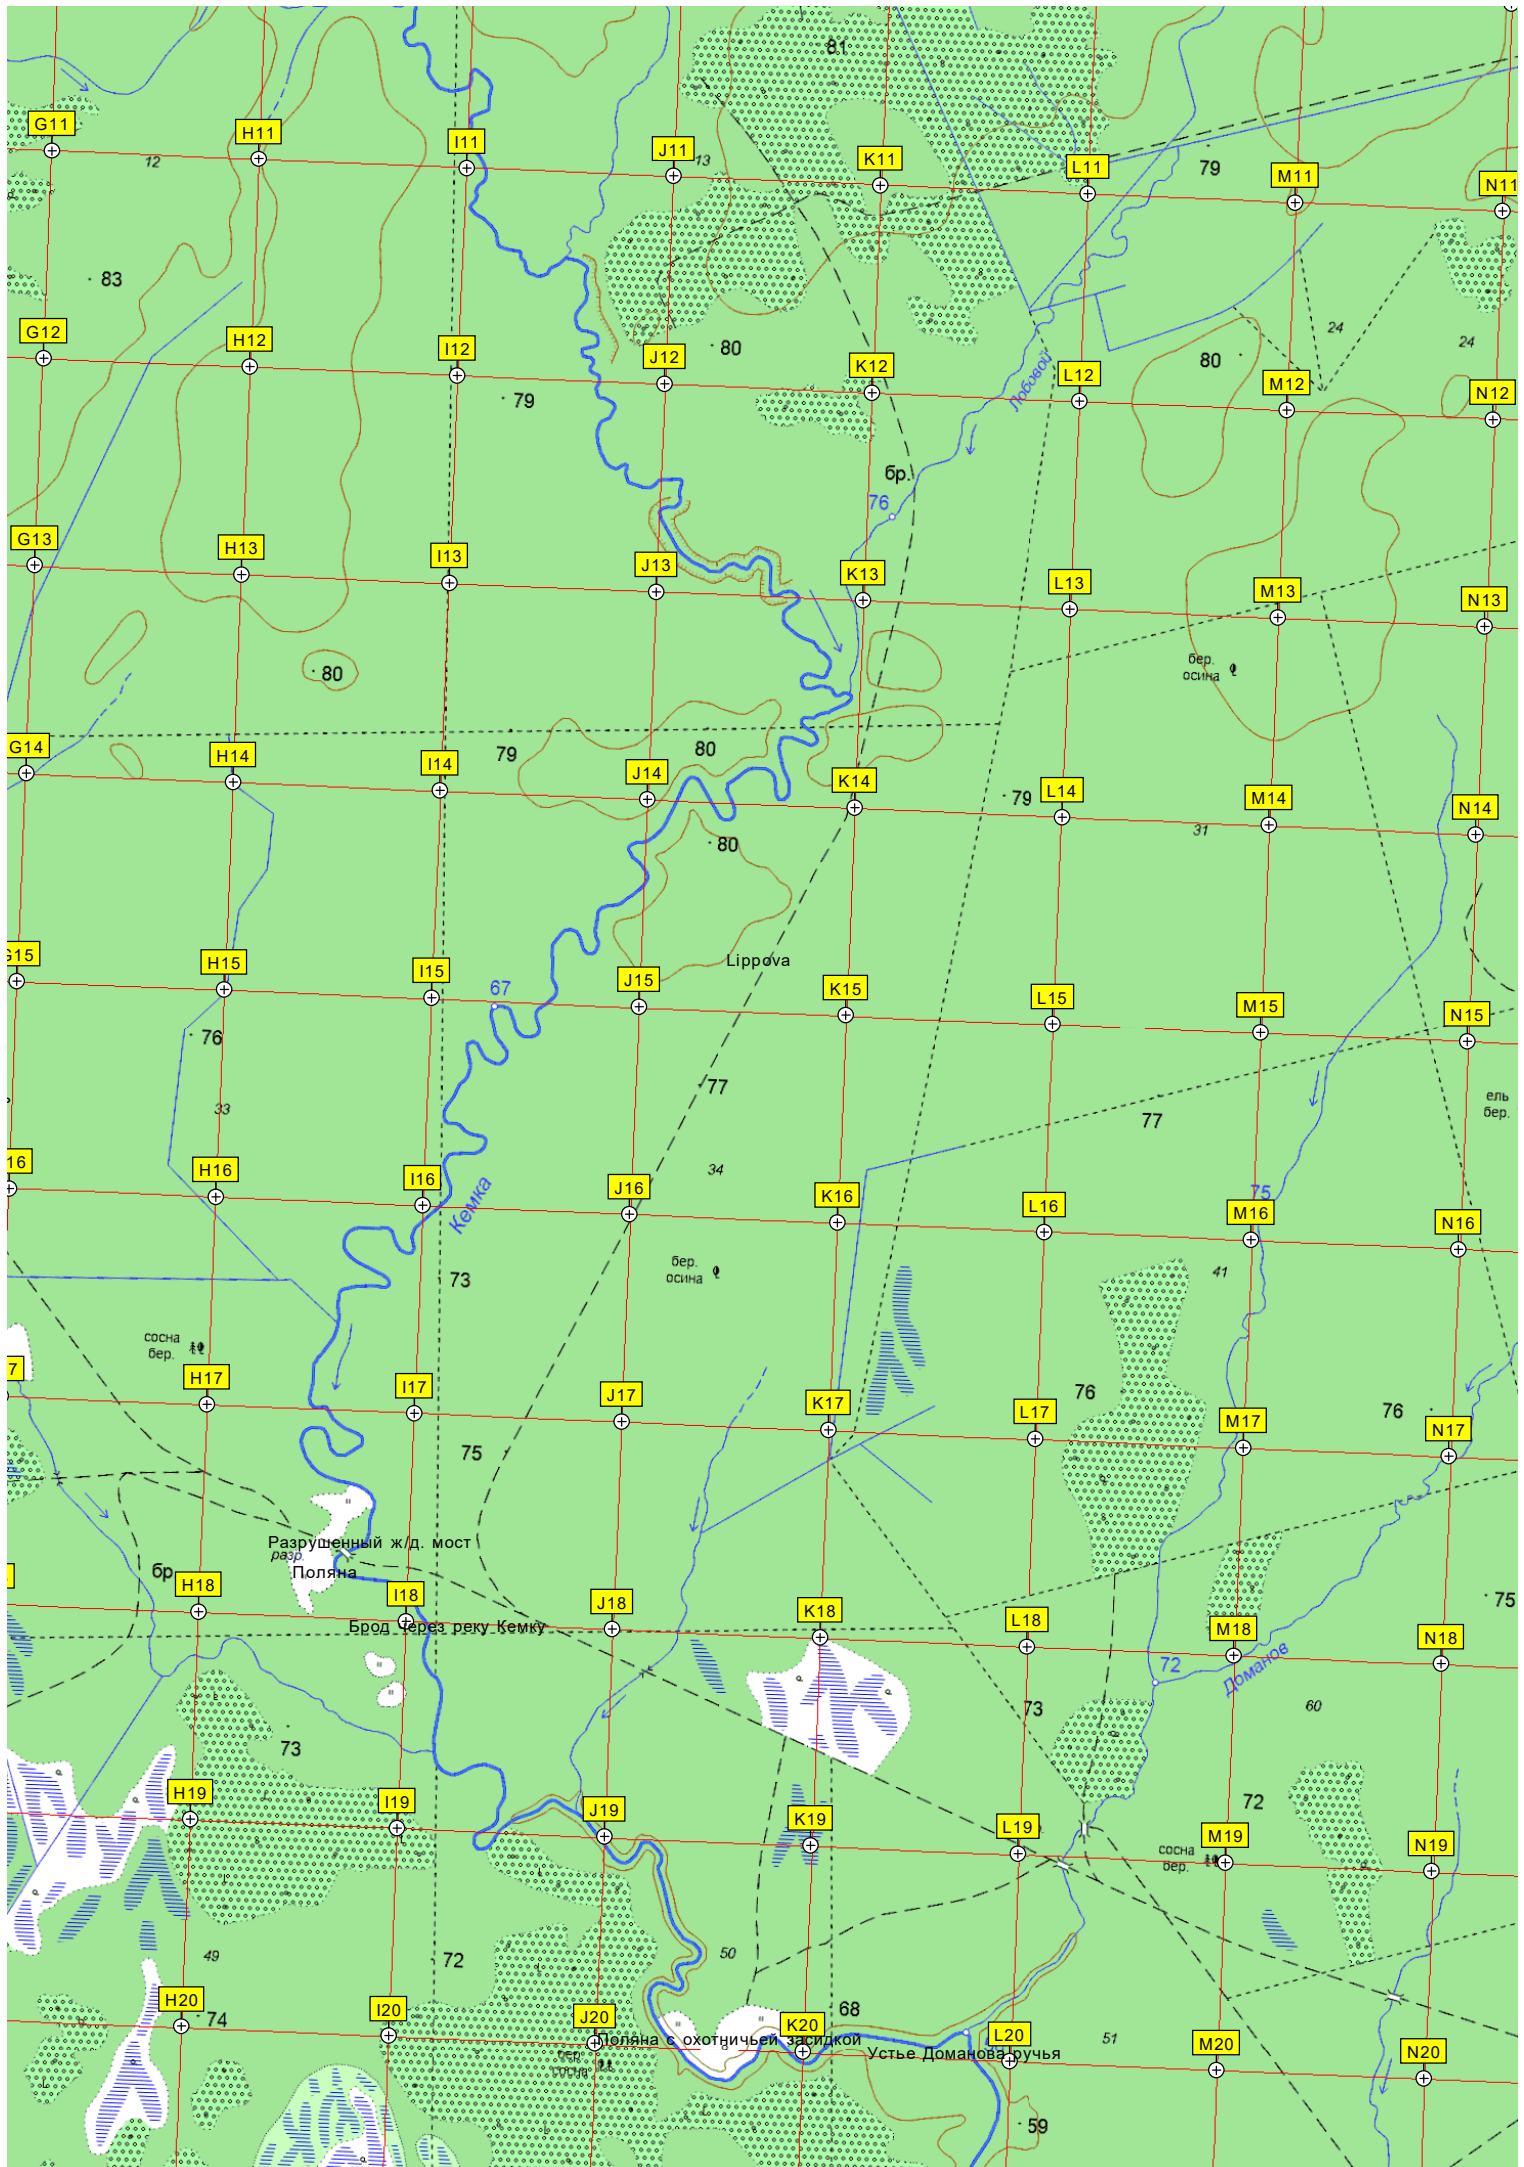 81
G11
H11
I11
J11
K11
L11
M11
N11
12
13
79
83
G12
H12
I12
J12
K12
L12
M12
N12
80
80
24
24
79
Лобовой
бр.
76
G13
H13
I13
J13
K13
L13
M13
N13
80
бер.
осина
G14
H14
I14
J14
K14
L14
M14
N14
79
80
79
31
80
Lippova
G15
H15
I15
J15
K15
L15
M15
N15
67
76
77
77
33
ель
бер.
34
75
16
H16
I16
J16
K16
L16
M16
N16
Кемка
73
бер.
осина
41
сосна
бер.
7
H17
I17
J17
K17
L17
M17
N17
76
76
75
Разрушенный ж/д. мост
разр.
Поляна
бр.
H18
I18
J18
K18
L18
M18
N18
75
Брод через реку Кемку
72
Доманов
73
60
73
H19
I19
J19
K19
L19
M19
N19
72
сосна
бер.
49
72
50
H20
I20
J20
K20
L20
M20
N20
74
68
Поляна с охотничьей засидкой
Устье Доманова ручья
51
бер.
сосна
59